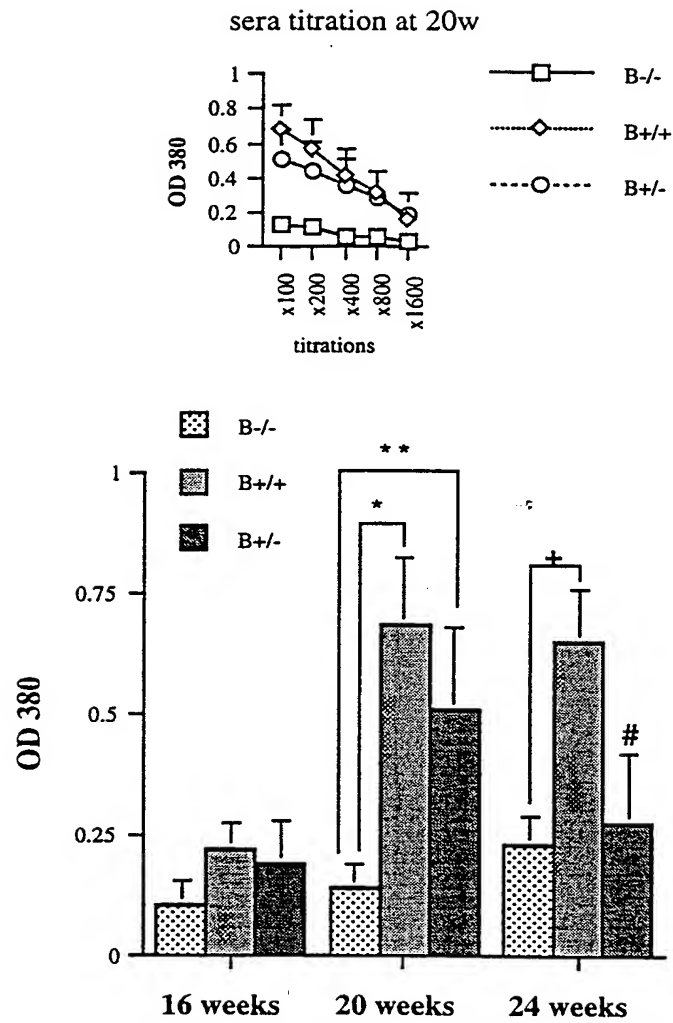 sera titration at 20w
1
0.8
0.6
0.4
0.2
0
OD 380
x100
x200
x400
x800
x1600
titrations
B-/-
B+/+
B+/-
B-/-
B+/+
B+/-
1
0.75
0.5
0.25
0
OD 380
* *
*
+
#
16 weeks
20 weeks
24 weeks